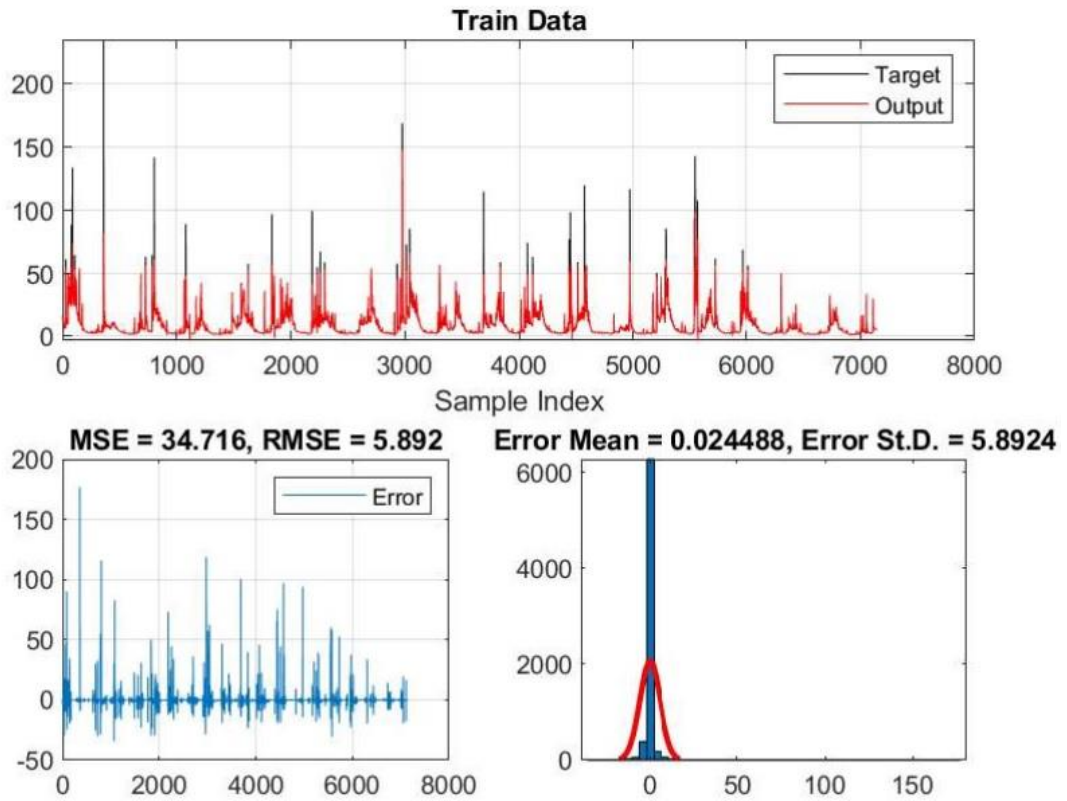 Train Data
200
150
100
50
0
Target
Output
0 1000 2000 3000 4000 5000 6000 7000 8000
Sample Index
MSE = 34.716, RMSE = 5.892
200
150
100
50
0
-50
Error
0 2000 4000 6000 8000
Error Mean = 0.024488, Error St.D. = 5.8924
6000
4000
2000
0
0 50 100 150